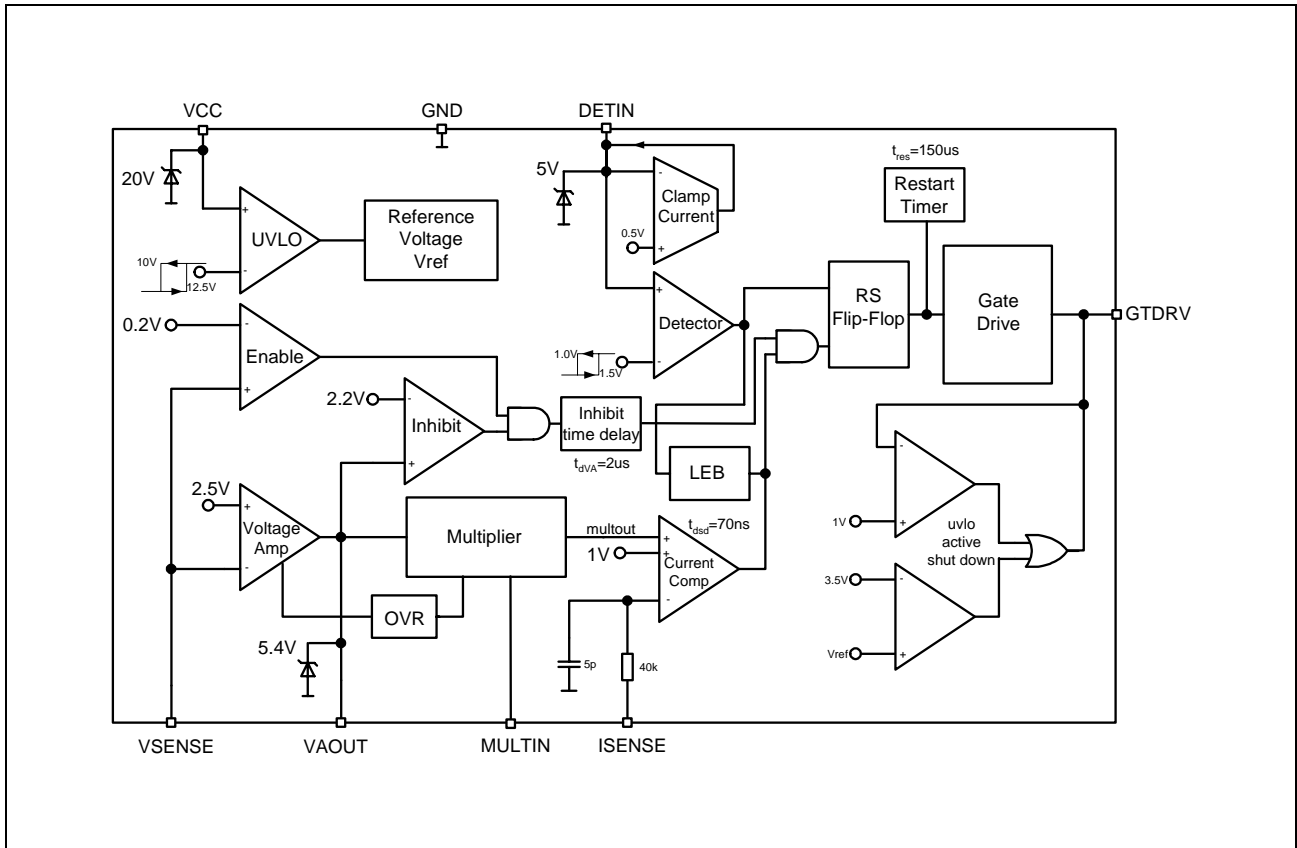 VCC
GND
DETIN
20V
UVLO
10V
12.5V
Reference
Voltage
Vref
5V
Clamp
Current
0.5V
t_res=150us
Restart
Timer
Detector
1.0V
1.5V
RS
Flip-Flop
Gate
Drive
GTDRV
0.2V
Enable
2.2V
Inhibit
Inhibit
time delay
t_dVA=2us
LEB
2.5V
Voltage
Amp
Multiplier
multout
1V
t_dsd=70ns
Current
Comp
OVR
5.4V
5p
40k
1V
uvlo
active
shut down
3.5V
Vref
VSENSE
VAOUT
MULTIN
ISENSE